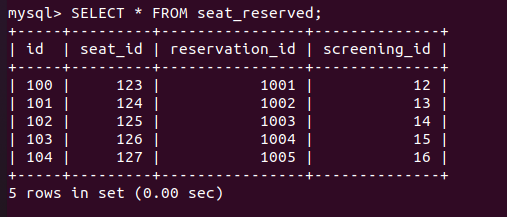 mysql> SELECT * FROM seat_reserved;
+-----+---------+----------------+--------------+
| id  | seat_id | reservation_id | screening_id |
+-----+---------+----------------+--------------+
| 100 |     123 |           1001 |           12 |
| 101 |     124 |           1002 |           13 |
| 102 |     125 |           1003 |           14 |
| 103 |     126 |           1004 |           15 |
| 104 |     127 |           1005 |           16 |
+-----+---------+----------------+--------------+
5 rows in set (0.00 sec)